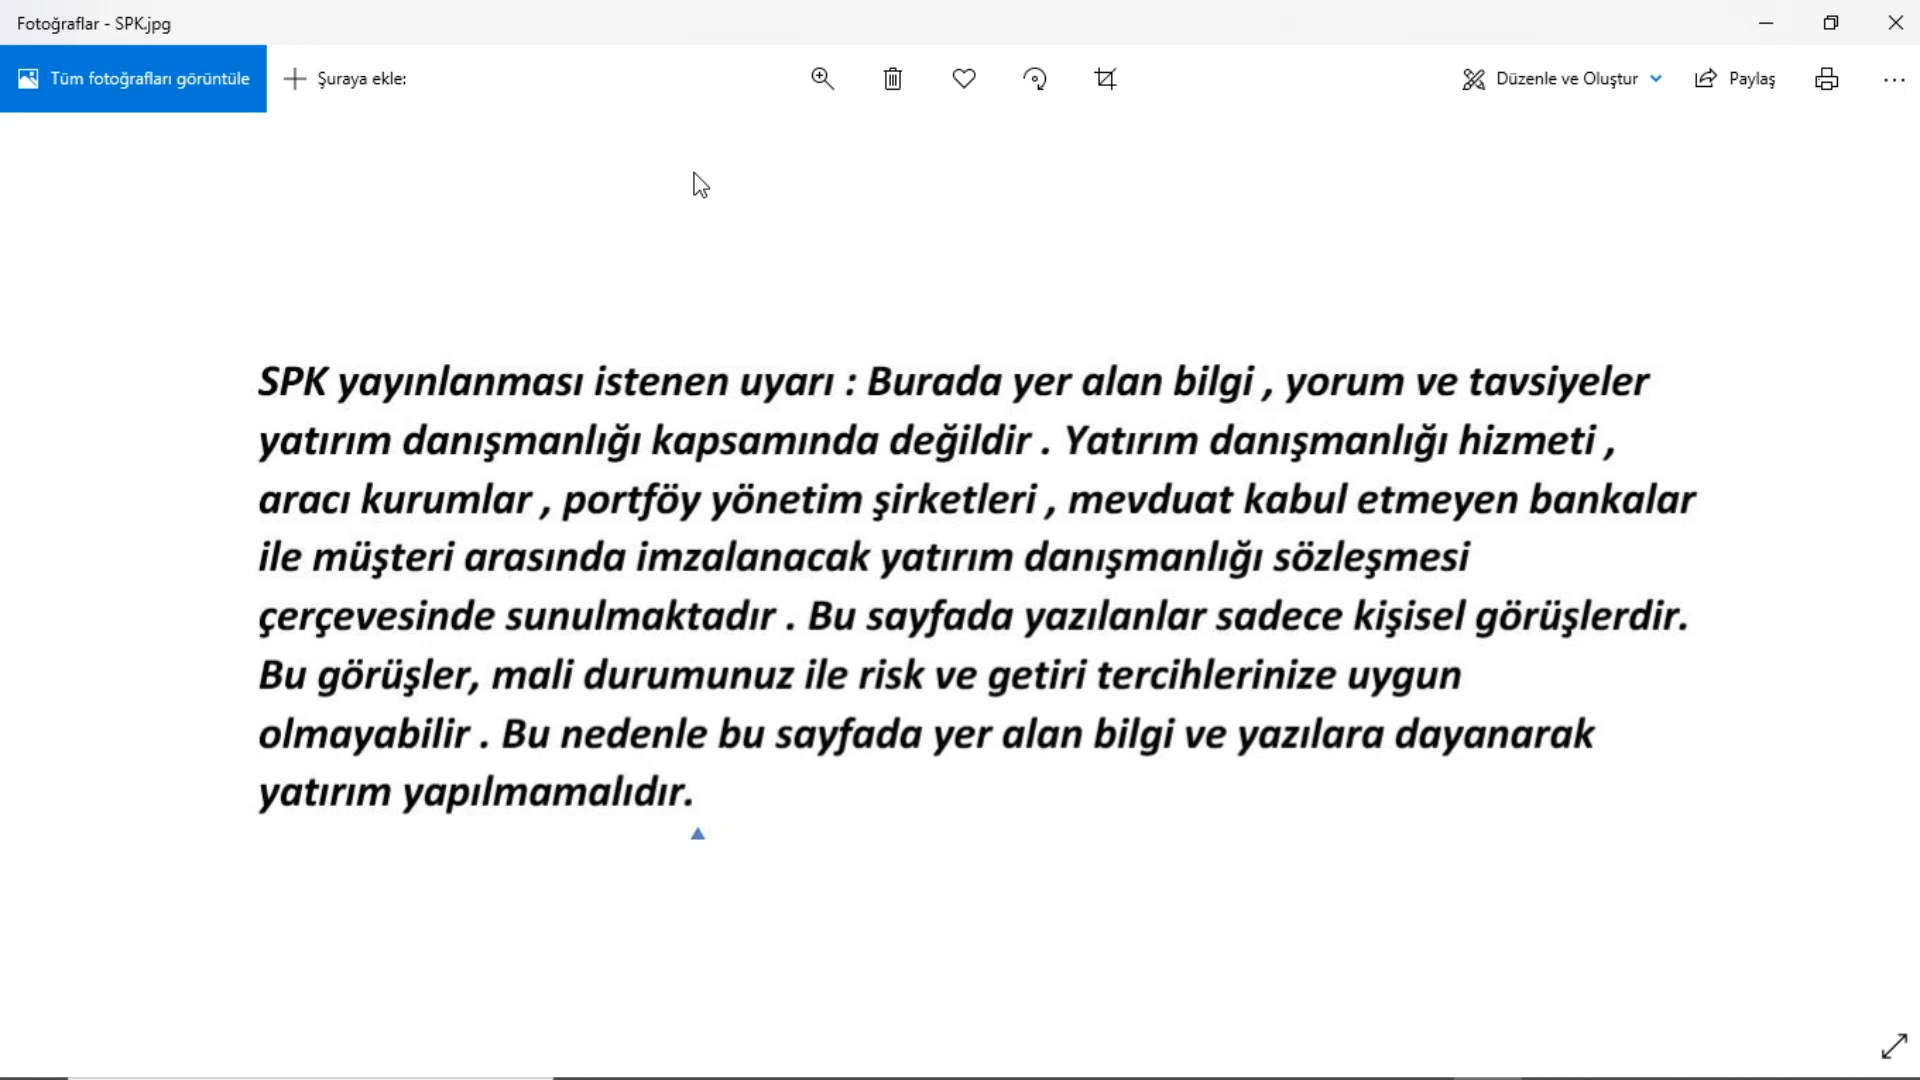 Fotoğraflar - SPK.jpg
Tüm fotoğrafları görüntüle
Şuraya ekle:
Düzenle ve Oluştur
Paylaş
SPK yayınlanması istenen uyarı : Burada yer alan bilgi , yorum ve tavsiyeler
yatırım danışmanlığı kapsamında değildir . Yatırım danışmanlığı hizmeti ,
aracı kurumlar , portföy yönetim şirketleri , mevduat kabul etmeyen bankalar
ile müşteri arasında imzalanacak yatırım danışmanlığı sözleşmesi
çerçevesinde sunulmaktadır . Bu sayfada yazılanlar sadece kişisel görüşlerdir.
Bu görüşler, mali durumunuz ile risk ve getiri tercihlerinize uygun
olmayabilir . Bu nedenle bu sayfada yer alan bilgi ve yazılara dayanarak
yatırım yapılmamalıdır.